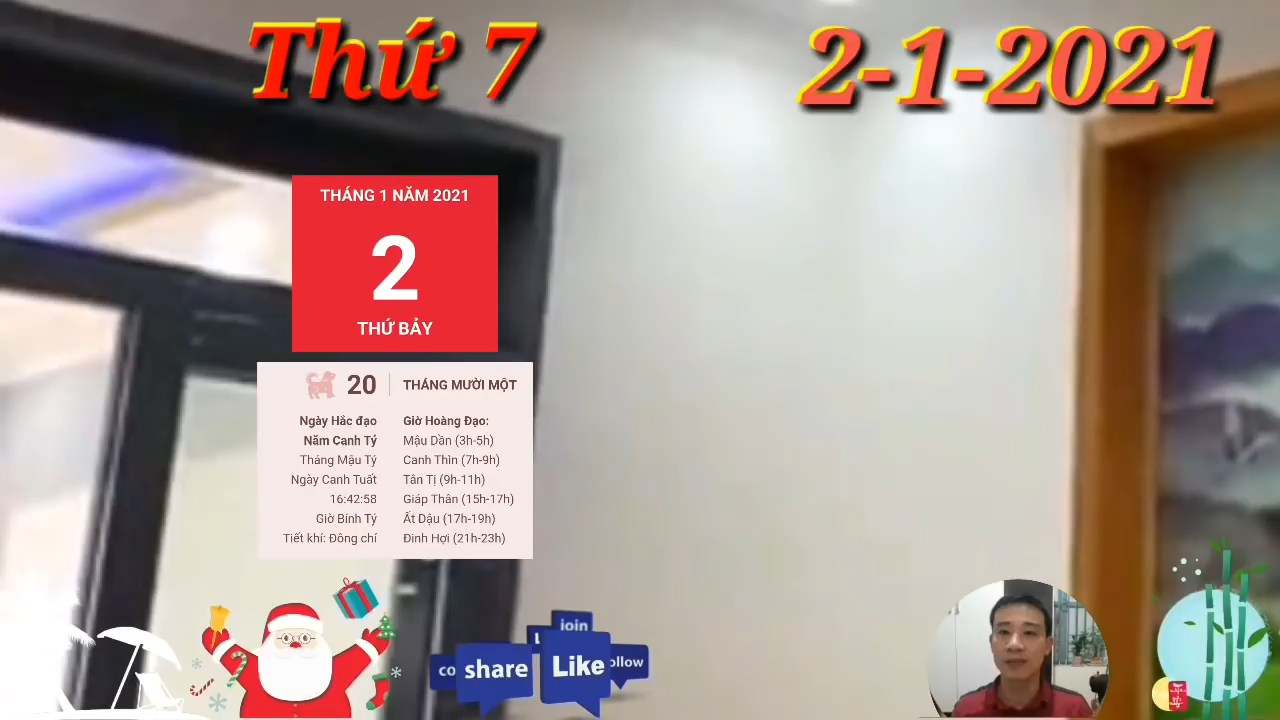 Thứ 7
2-1-2021
THÁNG 1 NĂM 2021
2
THỨ BẢY
20
THÁNG MƯỜI MỘT
Ngày Hắc đạo
Giờ Hoàng Đạo:
Năm Canh Tý
Mậu Dần (3h-5h)
Tháng Mậu Tý
Canh Thìn (7h-9h)
Ngày Canh Tuất
Tân Tị (9h-11h)
16:42:58
Giáp Thân (15h-17h)
Giờ Bính Tý
Ất Dậu (17h-19h)
Tiết khí: Đông chí
Đinh Hợi (21h-23h)
join
co share
Like
ollow